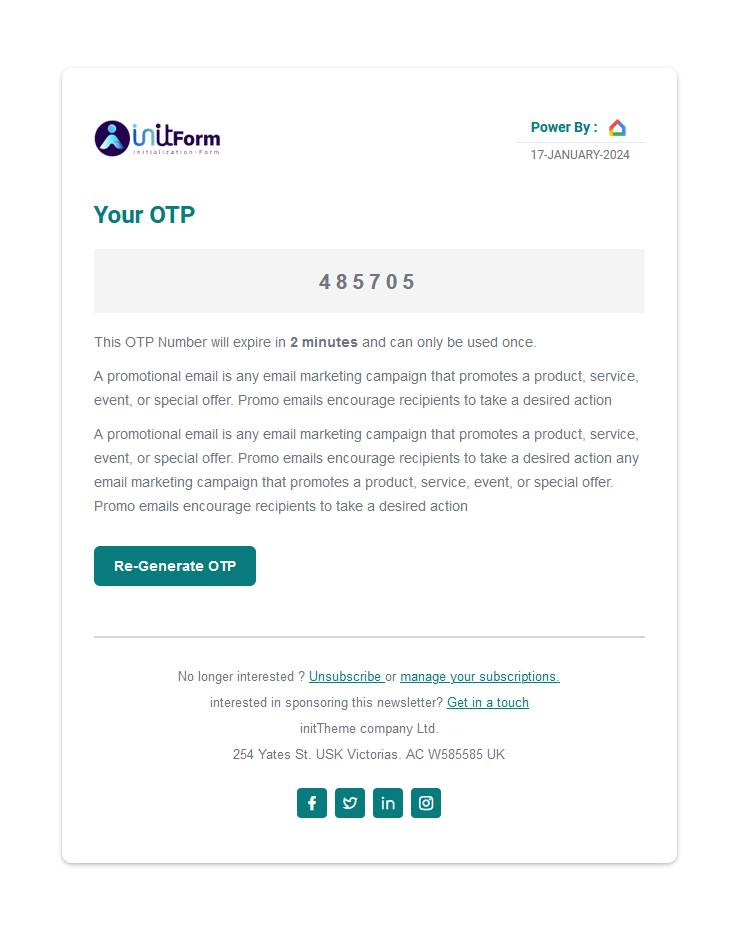 initForm
initialization-Form
Power By :
17-JANUARY-2024
Your OTP
485705
This OTP Number will expire in 2 minutes and can only be used once.
A promotional email is any email marketing campaign that promotes a product, service,
event, or special offer. Promo emails encourage recipients to take a desired action
A promotional email is any email marketing campaign that promotes a product, service,
event, or special offer. Promo emails encourage recipients to take a desired action any
email marketing campaign that promotes a product, service, event, or special offer.
Promo emails encourage recipients to take a desired action
Re-Generate OTP
No longer interested ? Unsubscribe or manage your subscriptions.
interested in sponsoring this newsletter? Get in a touch
initTheme company Ltd.
254 Yates St. USK Victorias. AC W585585 UK